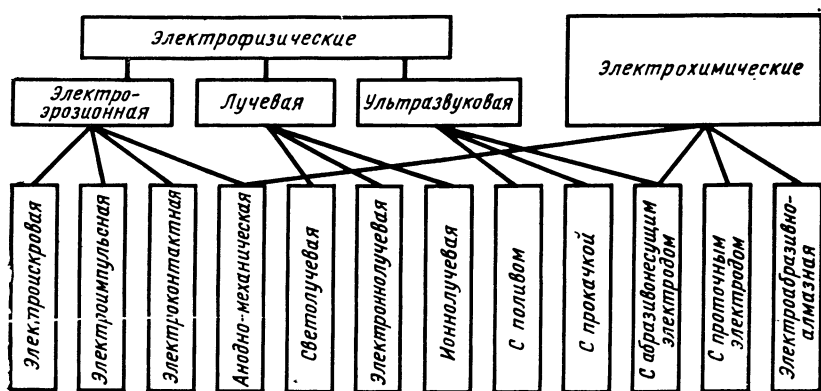 Электрофизические
Электрохимические
Электро-
эрозионная
Лучевая
Ультразвуковая
Электроискровая
Электроимпульсная
Электроконтактная
Анодно-механическая
Светолучевая
Электроннолучевая
Ионнолучевая
С поливом
С прокачкой
С абразивонесущим
электродом
С проточным
электродом
Электроабразивно-
алмазная